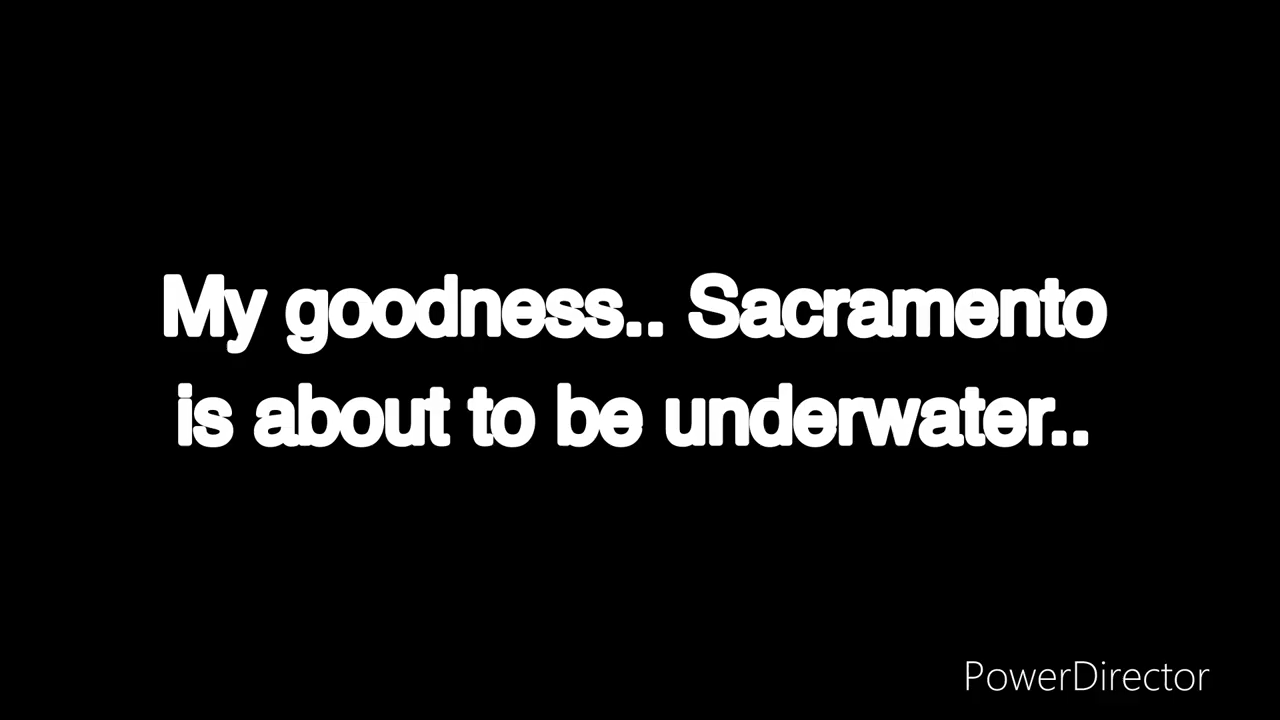 My goodness.. Sacramento
is about to be underwater..
PowerDirector